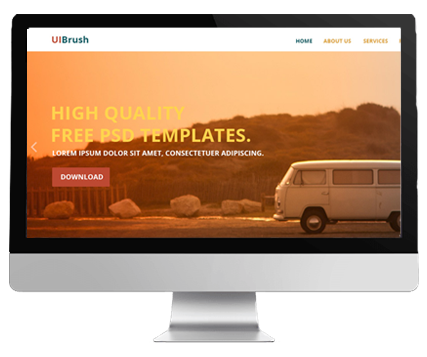 UIBrush
HOME ABOUT US SERVICES
HIGH QUALITY
FREE PSD TEMPLATES.
LOREM IPSUM DOLOR SIT AMET, CONSECTETUER ADIPISCING.
DOWNLOAD